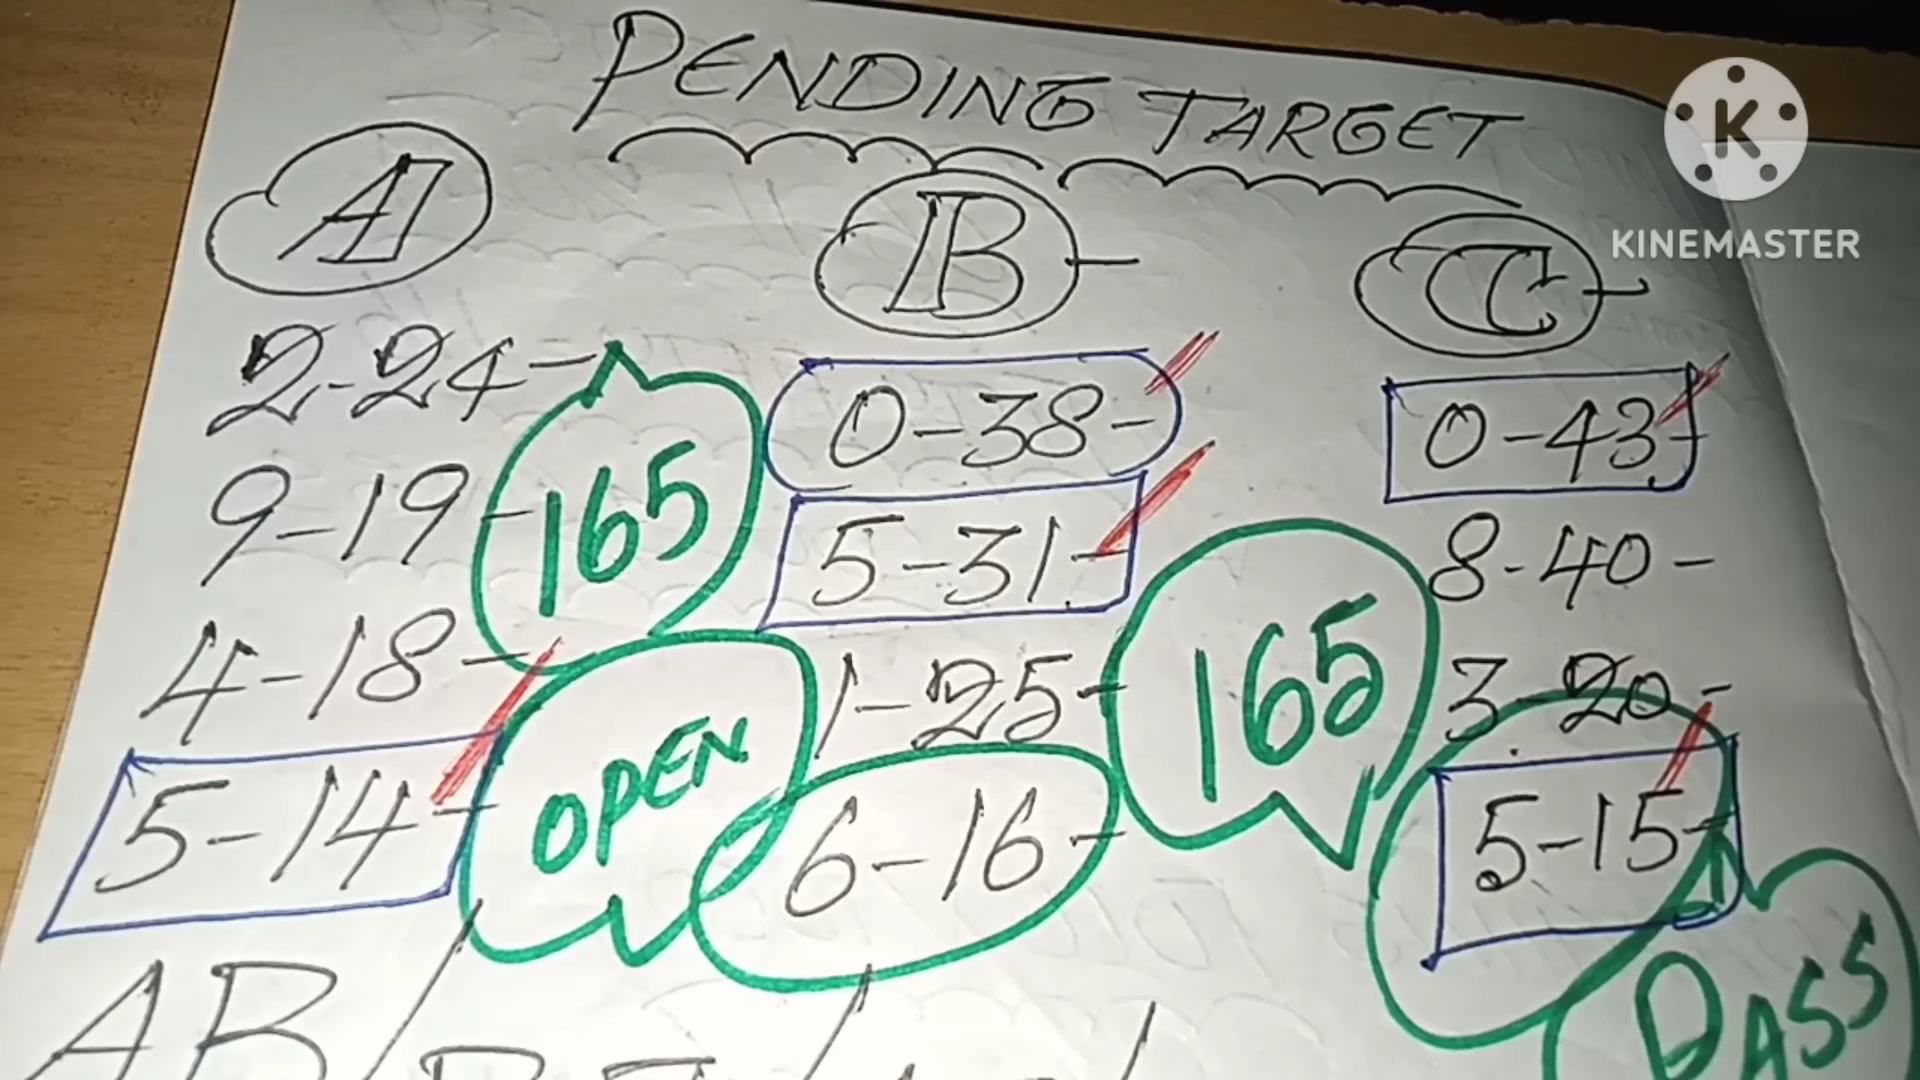 PENDING TARGET
K
KINEMASTER
A B - C -
2-24- 0-38- 0-43-
9-19- 165 5-31- 8-40-
4-18- 1-25- 165 3-20-
5-14- OPEN 6-16- 5-15-
PASS
AB/